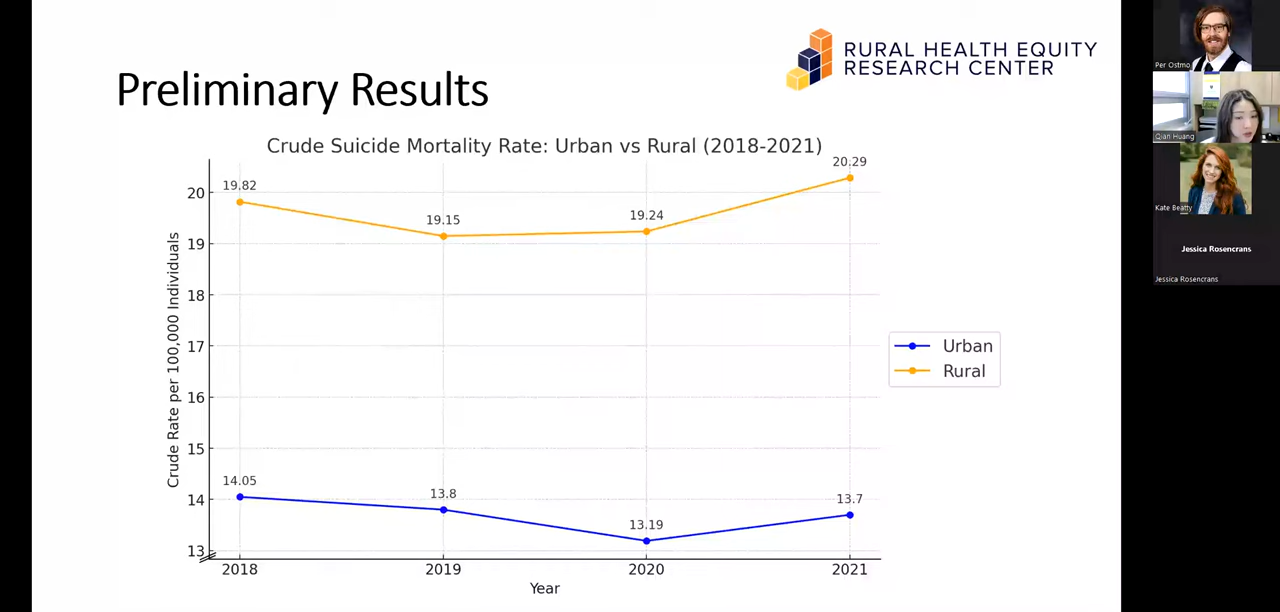 Preliminary Results
RURAL HEALTH EQUITY
RESEARCH CENTER
Crude Suicide Mortality Rate: Urban vs Rural (2018-2021)
Crude Rate per 100,000 Individuals
20
19
18
17
16
15
14
13
19.82
19.15
19.24
20.29
14.05
13.8
13.19
13.7
2018
2019
2020
2021
Year
Urban
Rural
Per Ostmo
Qian Huang
Kate Beatty
Jessica Rosencrans
Jessica Rosencrans